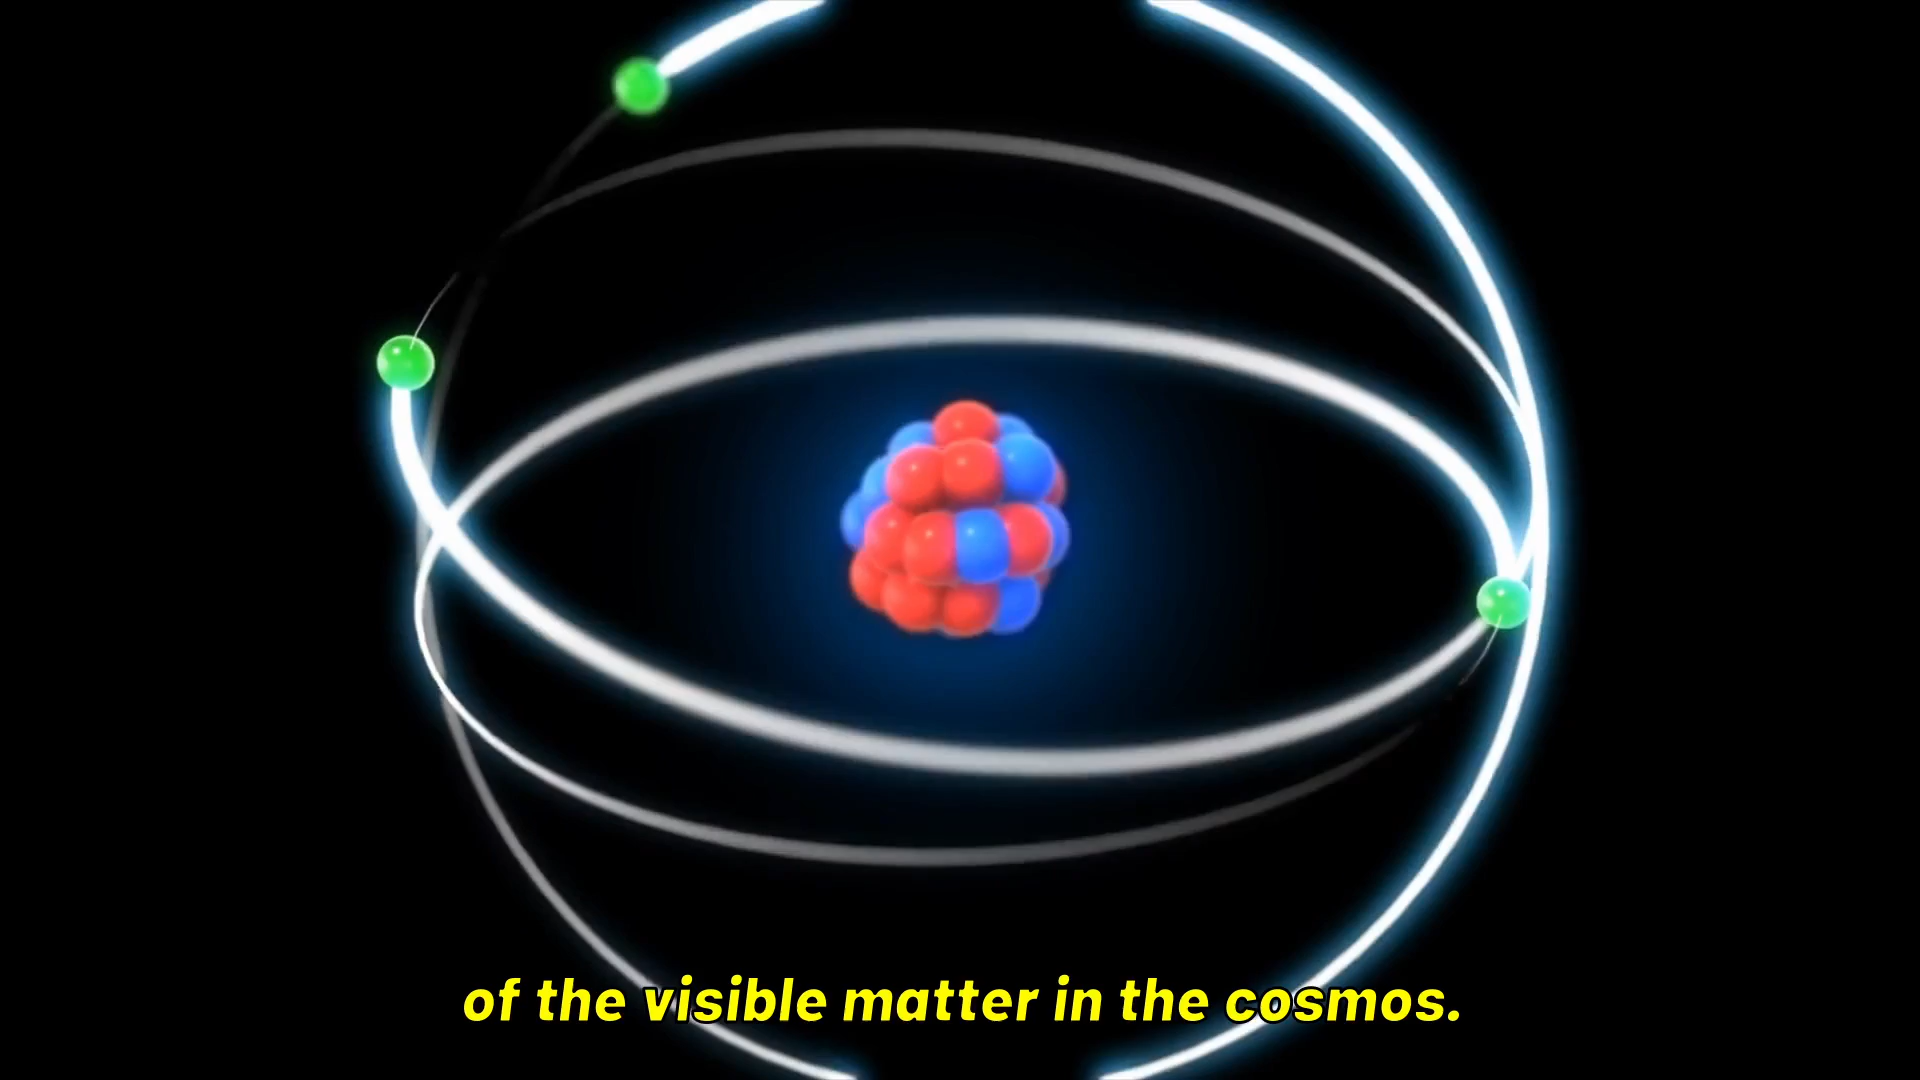 of the visible matter in the cosmos.